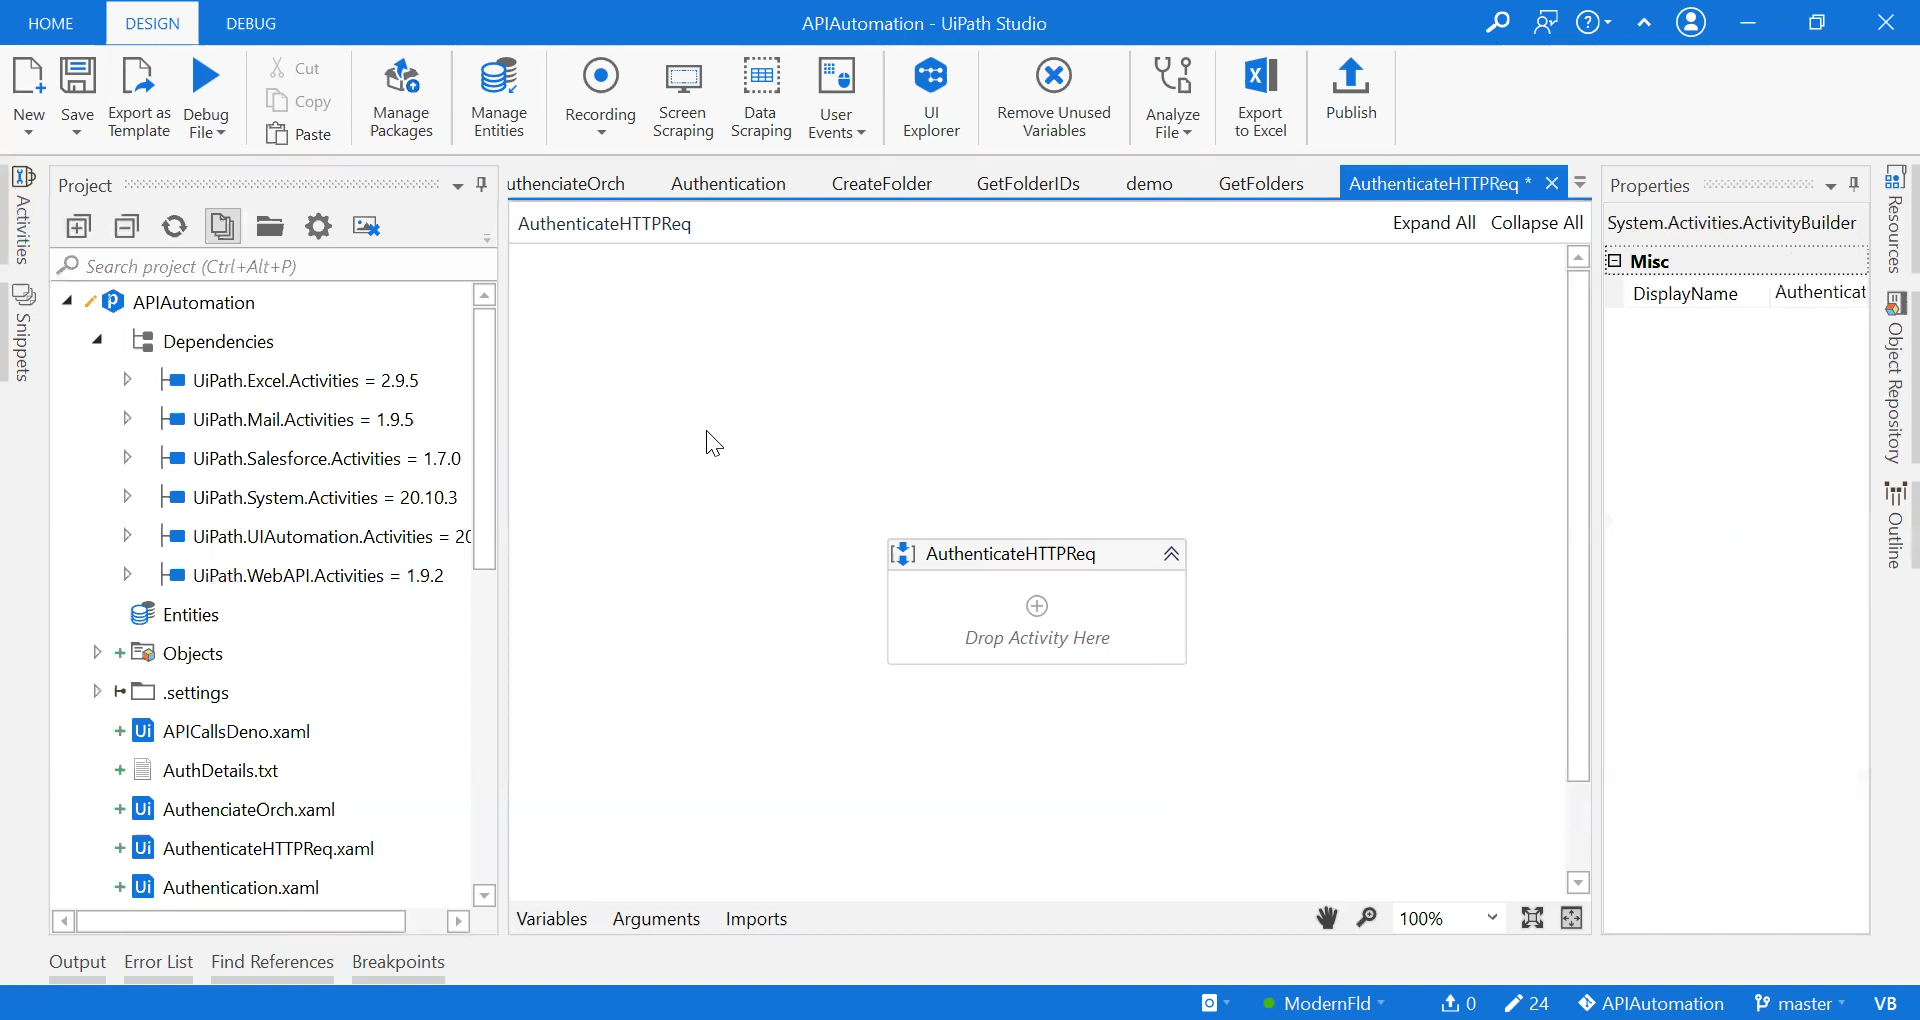 HOME
DESIGN
DEBUG
APIAutomation - UiPath Studio
New
Save
Export as
Template
Debug
File
Cut
Copy
Paste
Manage
Packages
Manage
Entities
Recording
Screen
Scraping
Data
Scraping
User
Events
UI
Explorer
Remove Unused
Variables
Analyze
File
Export
to Excel
Publish
Activities
Snippets
Project
Search project (Ctrl+Alt+P)
APIAutomation
Dependencies
UiPath.Excel.Activities = 2.9.5
UiPath.Mail.Activities = 1.9.5
UiPath.Salesforce.Activities = 1.7.0
UiPath.System.Activities = 20.10.3
UiPath.UIAutomation.Activities = 20
UiPath.WebAPI.Activities = 1.9.2
Entities
Objects
.settings
Ui APICallsDeno.xaml
AuthDetails.txt
Ui AuthenciateOrch.xaml
Ui AuthenticateHTTPReq.xaml
Ui Authentication.xaml
uthenciateOrch
Authentication
CreateFolder
GetFolderIDs
demo
GetFolders
AuthenticateHTTPReq *
AuthenticateHTTPReq
Expand All
Collapse All
AuthenticateHTTPReq
Drop Activity Here
Variables
Arguments
Imports
100%
Properties
System.Activities.ActivityBuilder
Misc
DisplayName
Authenticat
Resources
Object Repository
Outline
Output
Error List
Find References
Breakpoints
ModernFld
0
24
APIAutomation
master
VB